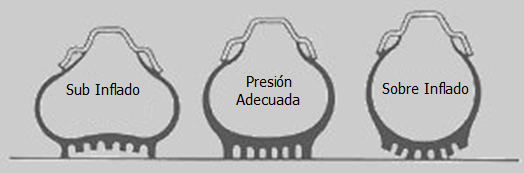 Sub Inflado
Presión
Adecuada
Sobre Inflado